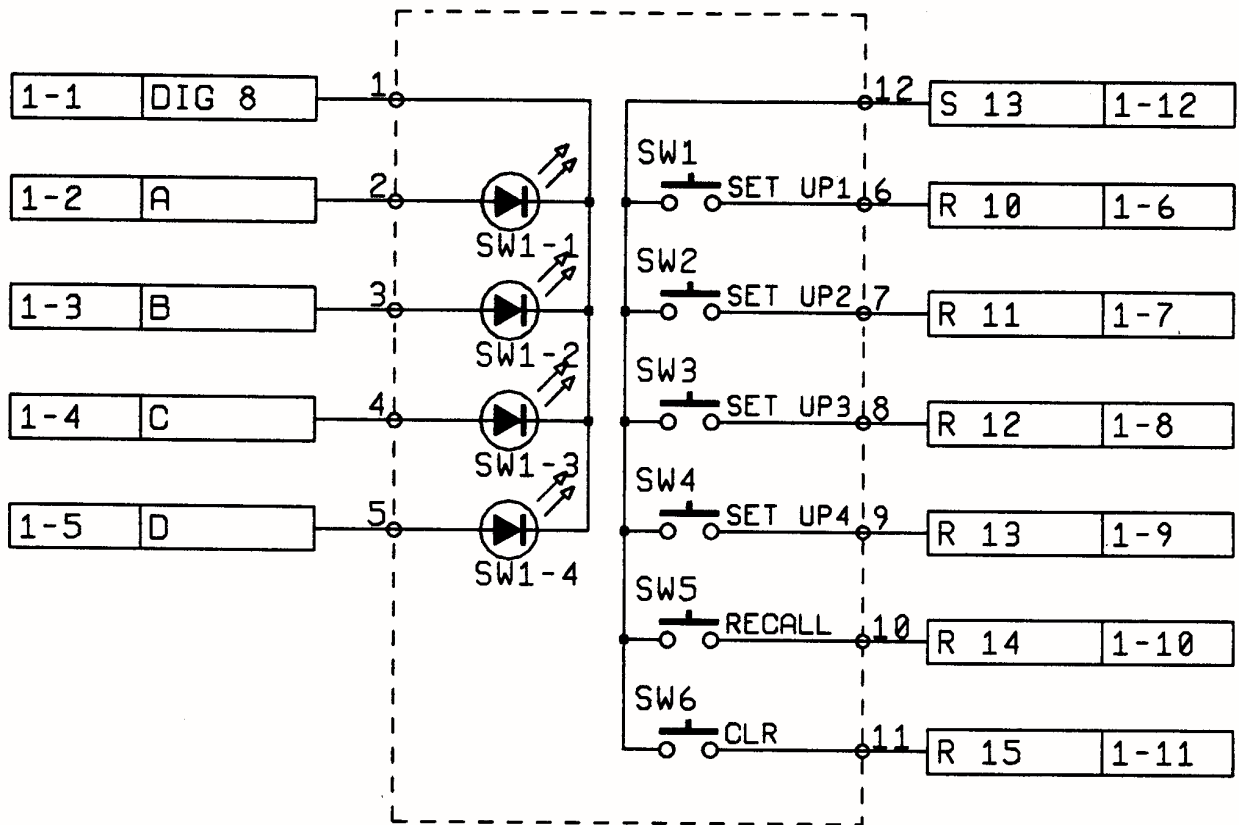 1-1 DIG 8 1
12 S 13 1-12
1-2 A 2
SW1-1
SW1 SET UP1 6 R 10 1-6
1-3 B 3
SW1-2
SW2 SET UP2 7 R 11 1-7
1-4 C 4
SW1-3
SW3 SET UP3 8 R 12 1-8
1-5 D 5
SW1-4
SW4 SET UP4 9 R 13 1-9
SW5 RECALL 10 R 14 1-10
SW6 CLR 11 R 15 1-11